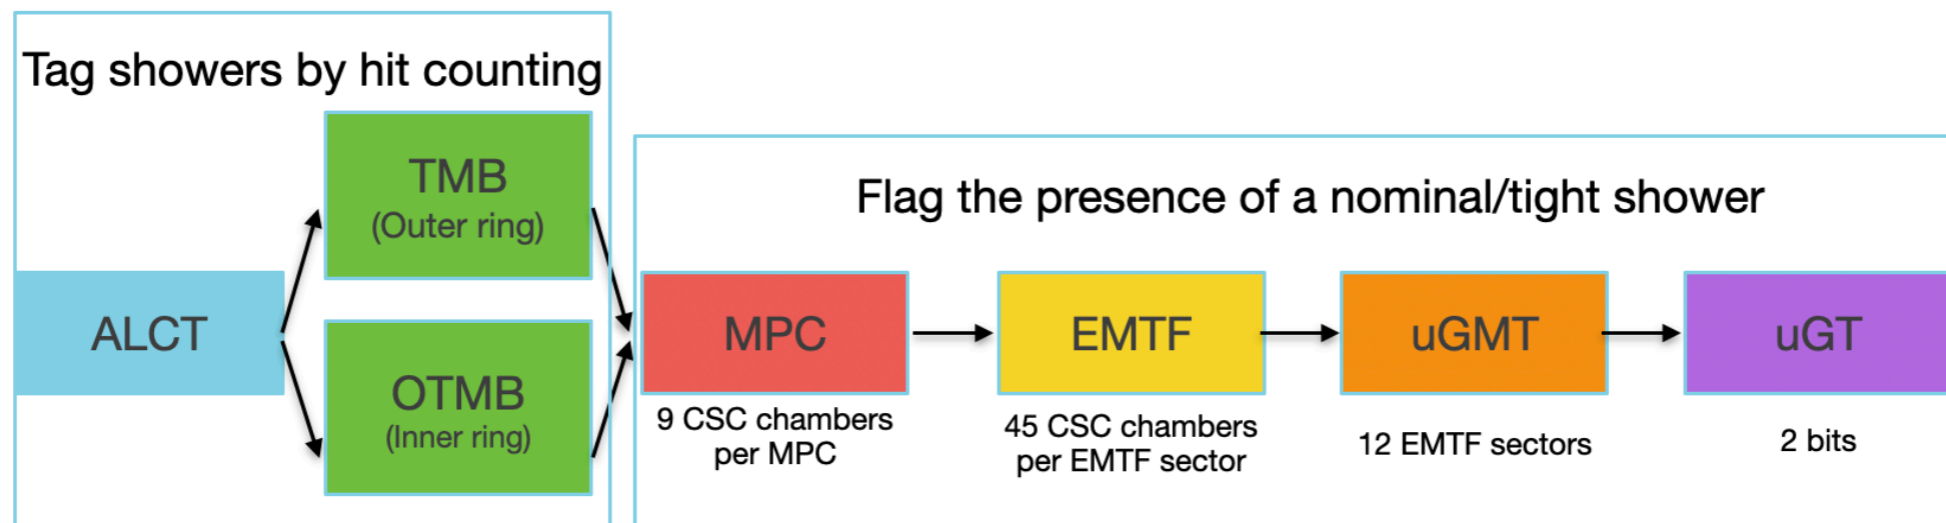 Tag showers by hit counting
TMB
(Outer ring)
ALCT
OTMB
(Inner ring)
Flag the presence of a nominal/tight shower
MPC
9 CSC chambers
per MPC
EMTF
45 CSC chambers
per EMTF sector
uGMT
12 EMTF sectors
uGT
2 bits